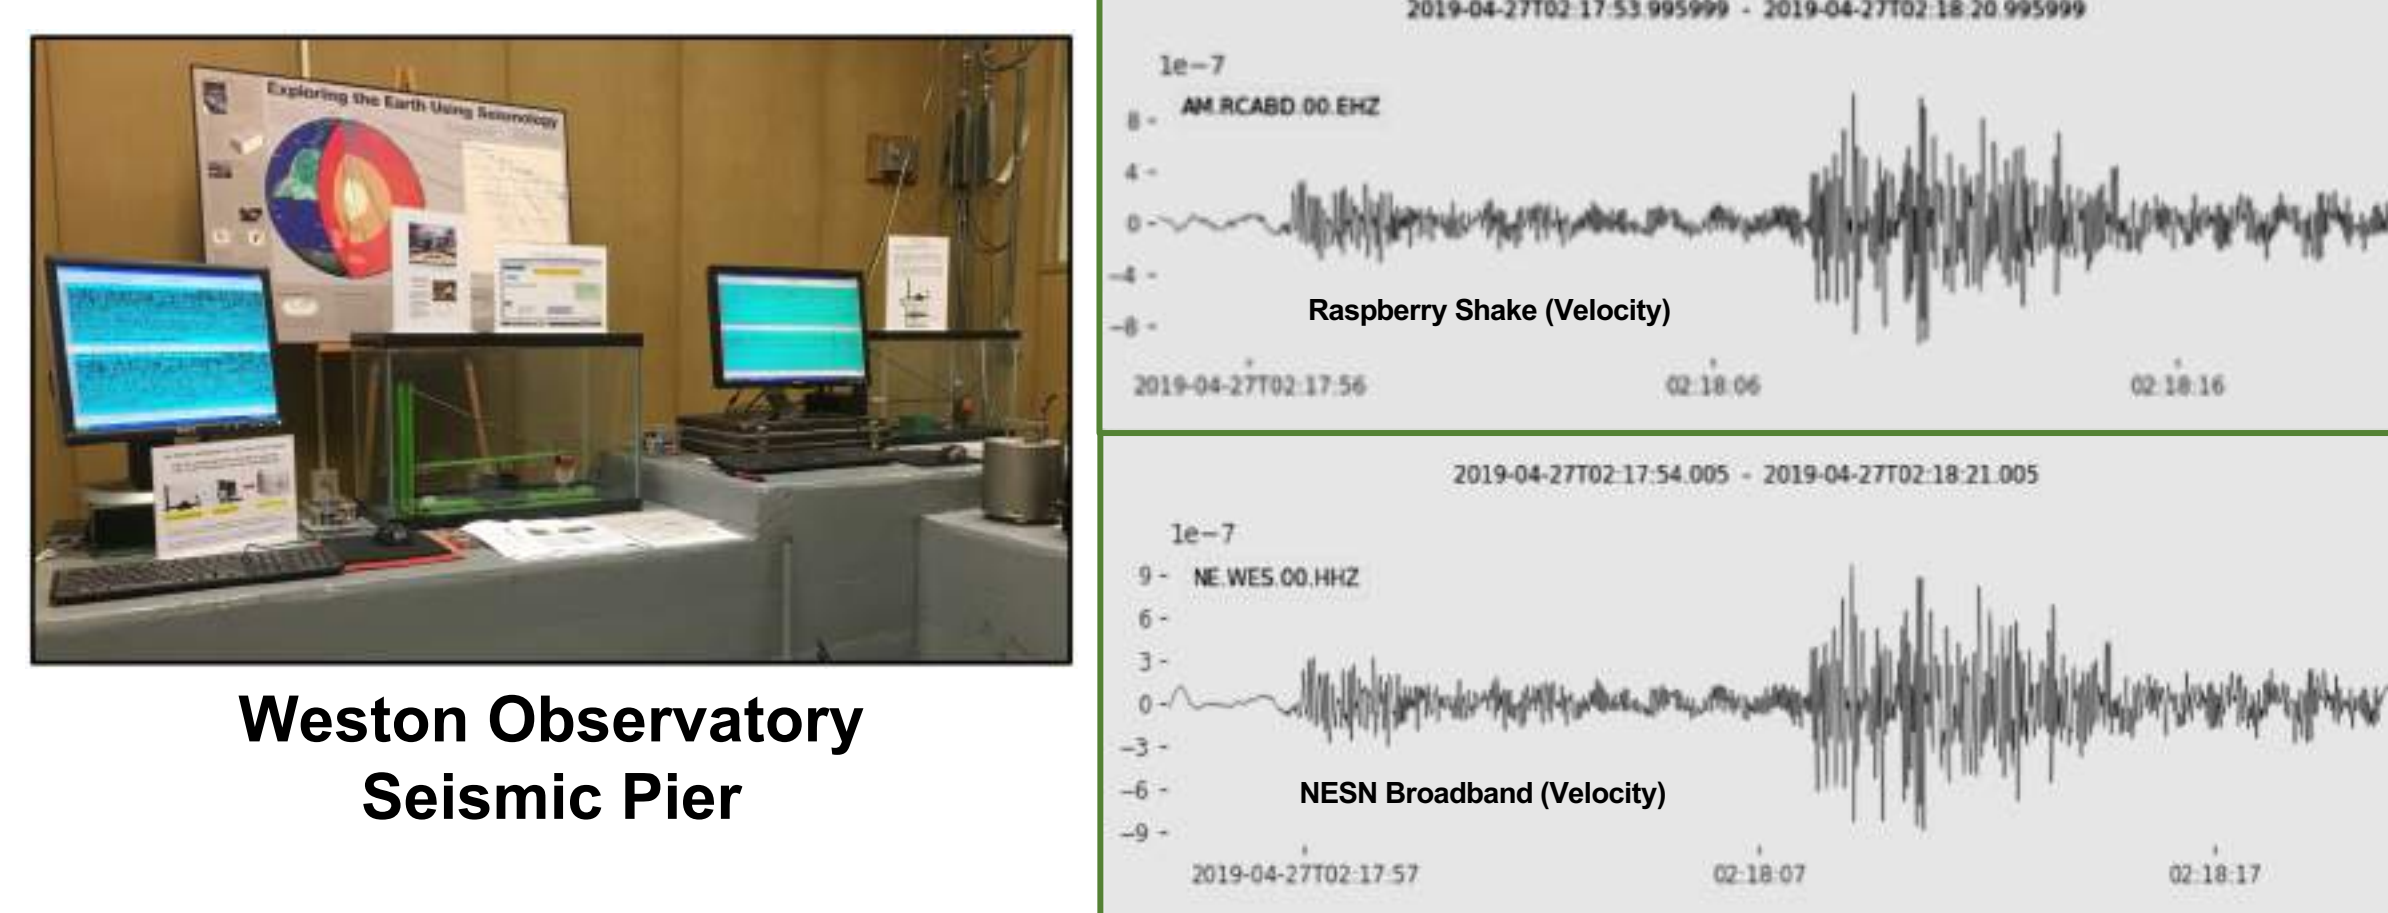 Exploring the Earth Using Seismology
Weston Observatory
Seismic Pier
2019-04-27T02:17:53.995999 - 2019-04-27T02:18:20.995999
1e−7
AM.RCABD.00.EHZ
8
4
0
−4
−8
Raspberry Shake (Velocity)
2019-04-27T02:17:56
02:18:06
02:18:16
2019-04-27T02:17:54.005 - 2019-04-27T02:18:21.005
1e−7
NE.WES.00.HHZ
9
6
3
0
−3
−6
−9
NESN Broadband (Velocity)
2019-04-27T02:17:57
02:18:07
02:18:17